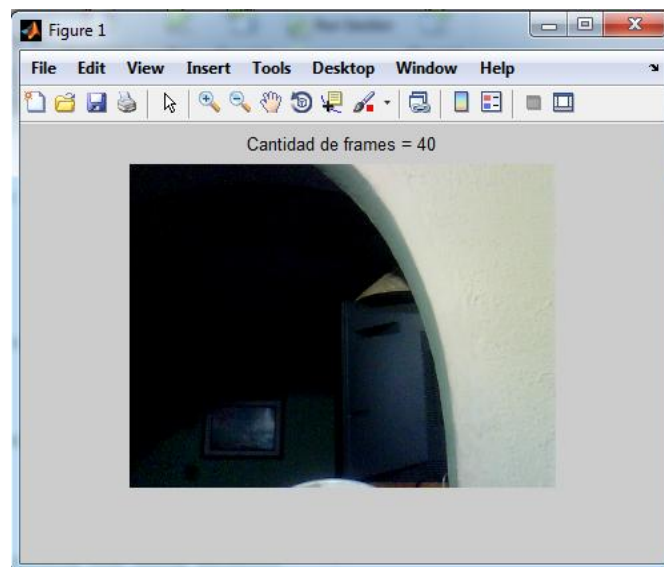 Figure 1
File Edit View Insert Tools Desktop Window Help
Cantidad de frames = 40